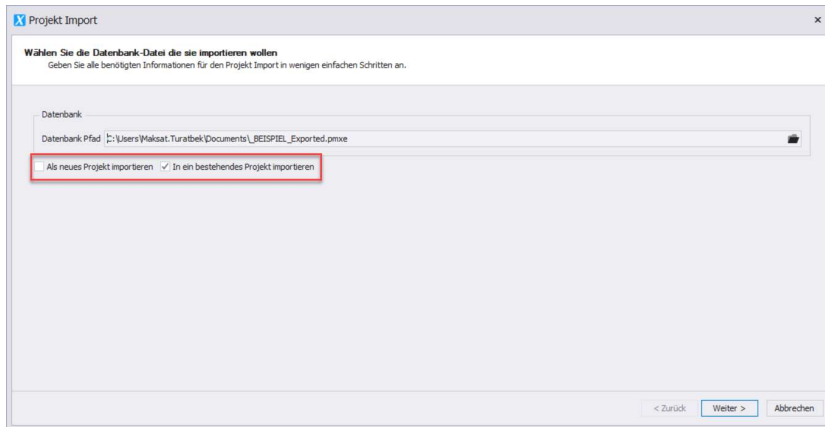 Projekt Import
Wählen Sie die Datenbank-Datei die sie importieren wollen
Geben Sie alle benötigten Informationen für den Projekt Import in wenigen einfachen Schritten an.
Datenbank
Datenbank Pfad C:\Users\Maksat.Turatbek\Documents\_BEISPIEL_Exported.pmxe
Als neues Projekt importieren In ein bestehendes Projekt importieren
< Zurück Weiter > Abbrechen